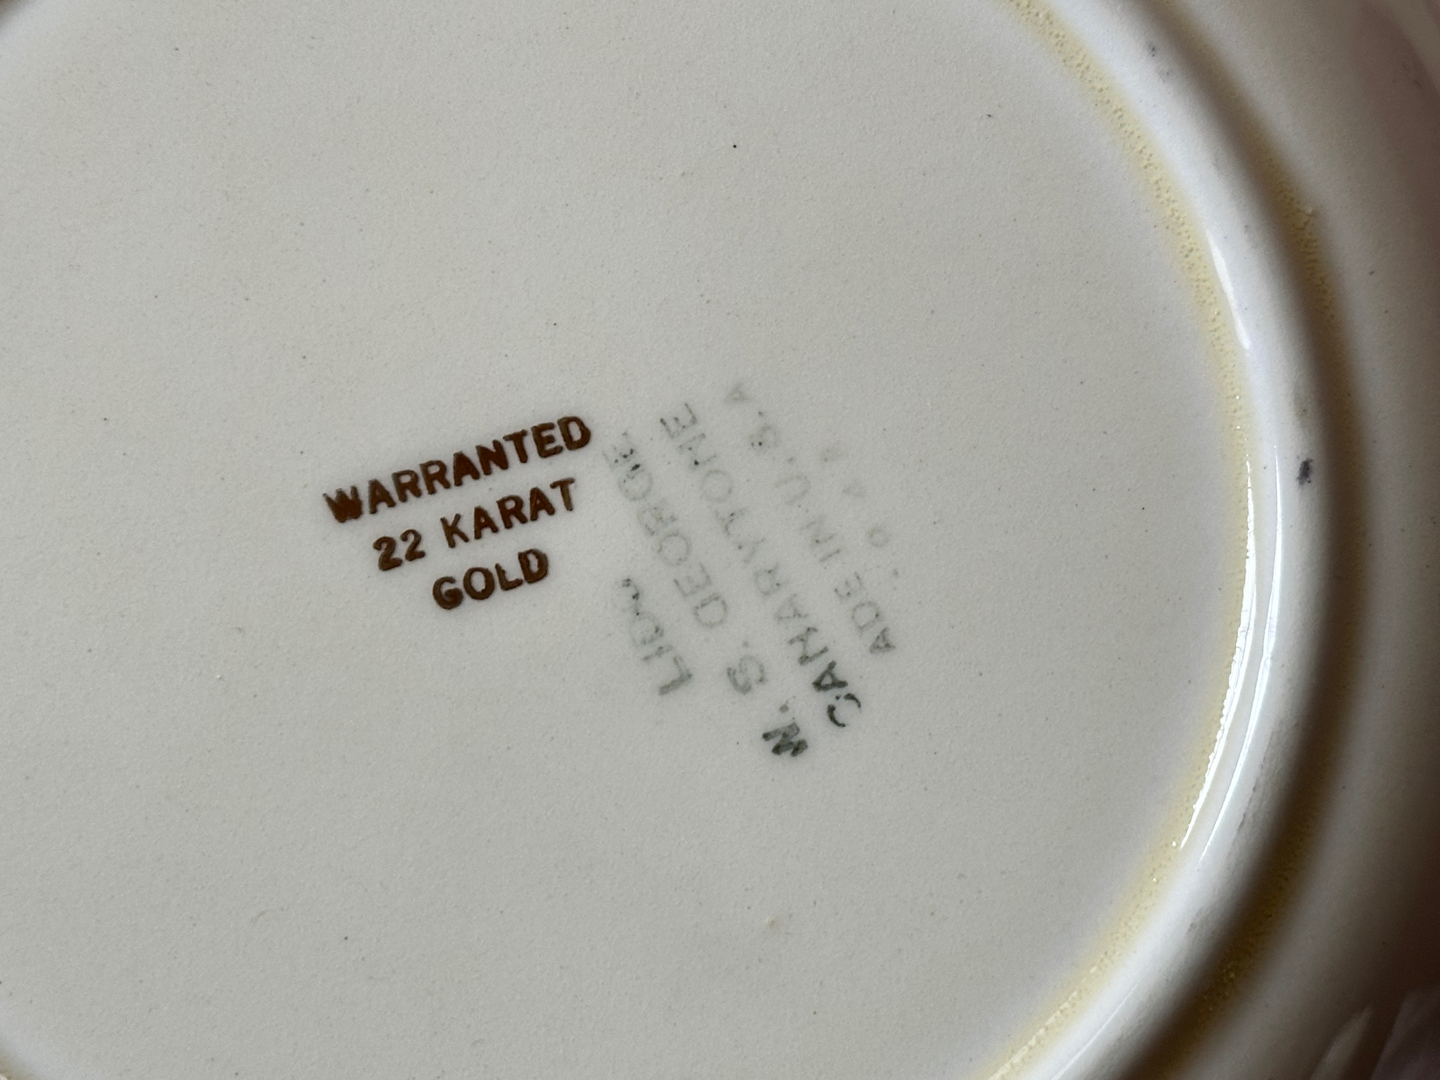 WARRANTED
22 KARAT
GOLD
LIDO
W. S. GEORGE
CANARYTONE
ADE IN U.S.A